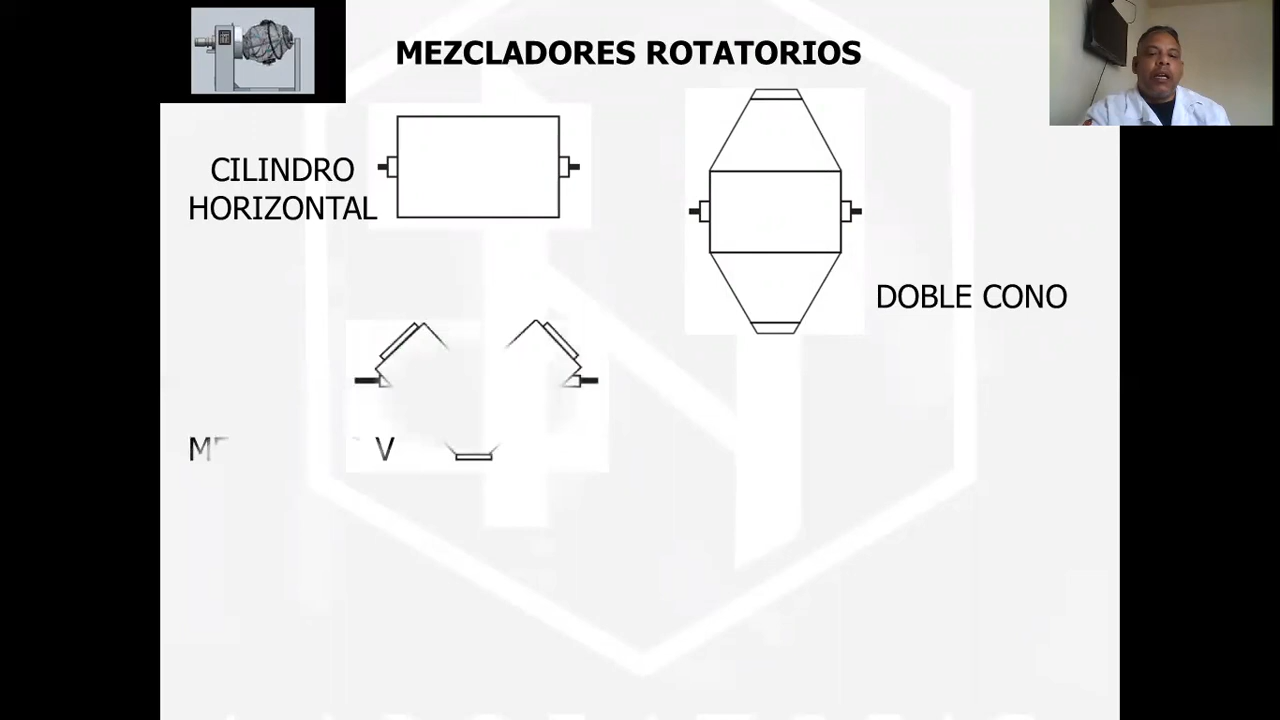 MEZCLADORES ROTATORIOS
CILINDRO
HORIZONTAL
DOBLE CONO
V